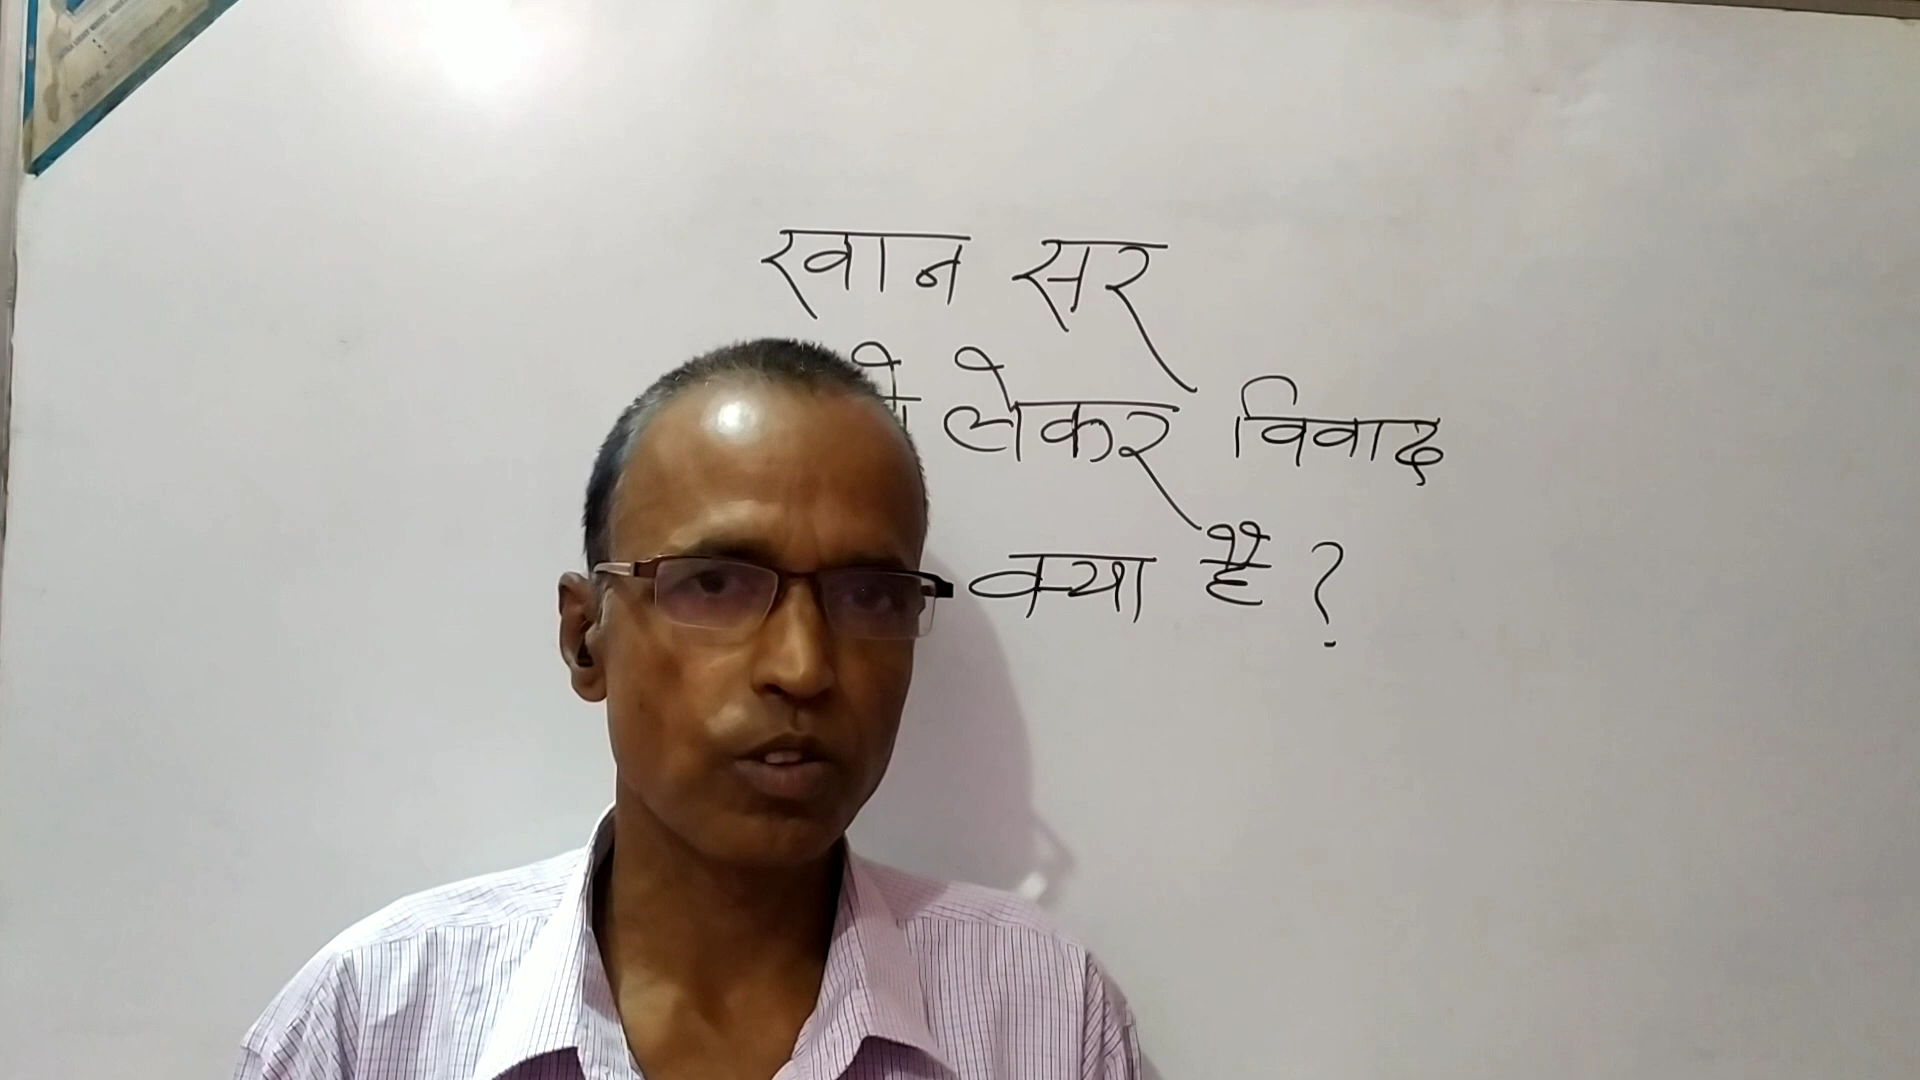 खान सर
लेकर विवाद
क्या है?